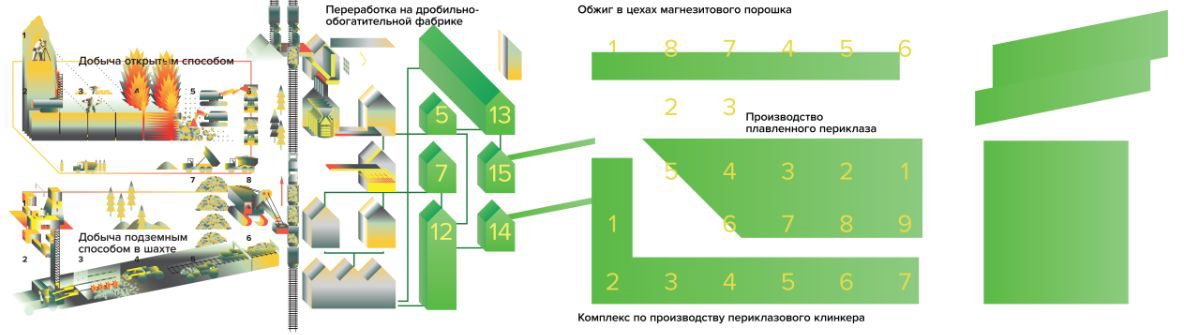 Переработка на дробильно-
обогатительной фабрике
Обжиг в цехах магнезитового порошка
1
Добыча открытым способом
2 3 4 5
7 8
Добыча подземным
способом в шахте
6
2 3 4 5
5 13
7 15
12 14
1 8 7 4 5 6
2 3
Производство
плавленного периклаза
5 4 3 2 1
1 6 7 8 9
2 3 4 5 6 7
Комплекс по производству периклазового клинкера